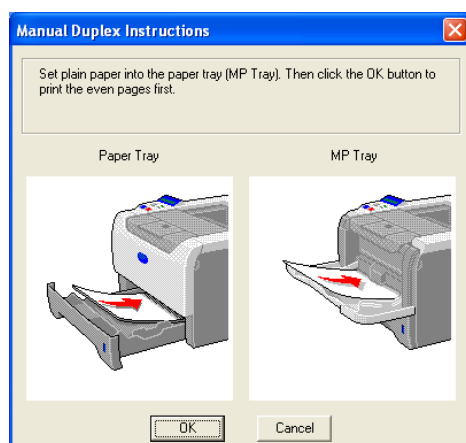 Manual Duplex Instructions
Set plain paper into the paper tray (MP Tray). Then click the OK button to
print the even pages first.
Paper Tray
MP Tray
OK
Cancel